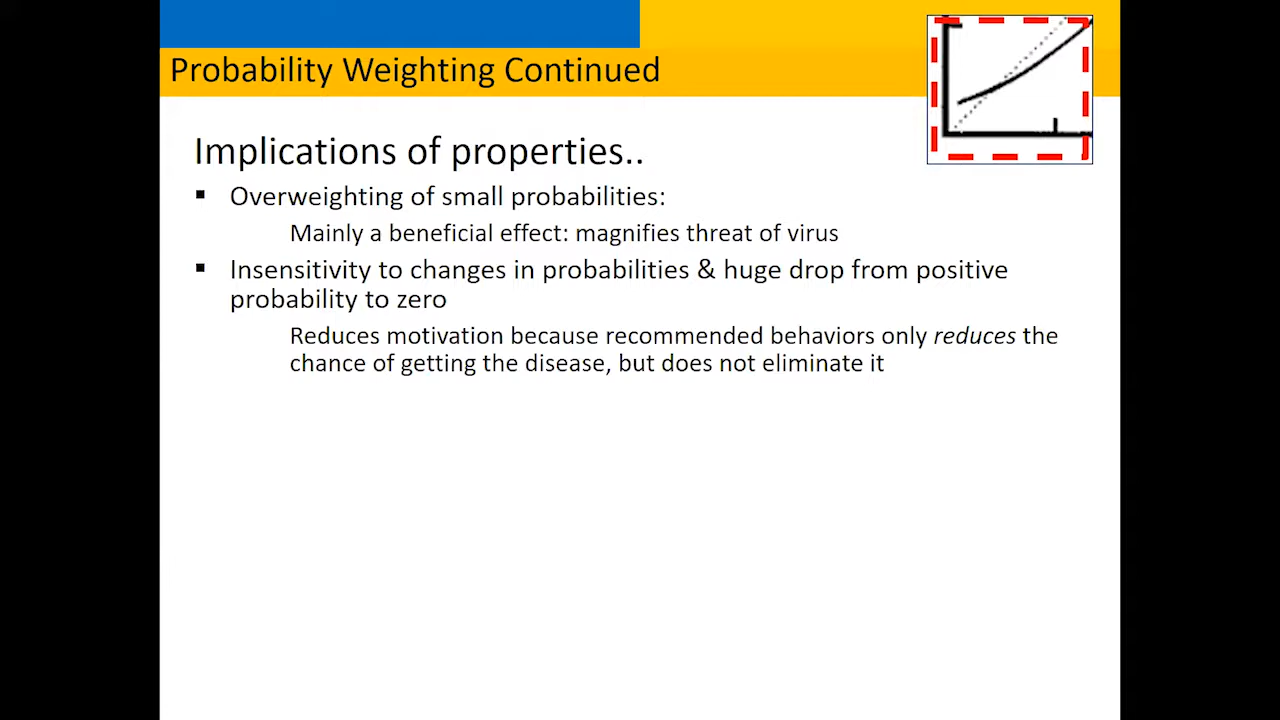 Probability Weighting Continued
Implications of properties..
▪ Overweighting of small probabilities:
Mainly a beneficial effect: magnifies threat of virus
▪ Insensitivity to changes in probabilities & huge drop from positive
probability to zero
Reduces motivation because recommended behaviors only reduces the
chance of getting the disease, but does not eliminate it